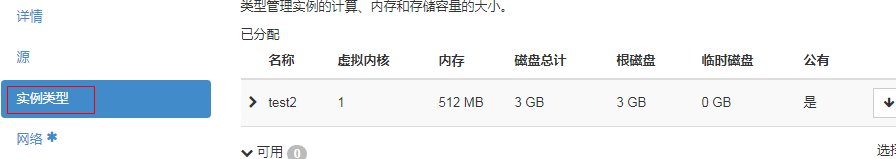 详情
源
实例类型
网络 *
类型管理实例的计算、内存和存储容量的大小。
已分配
名称 虚拟内核 内存 磁盘总计 根磁盘 临时磁盘 公有
test2 1 512 MB 3 GB 3 GB 0 GB 是
可用 0